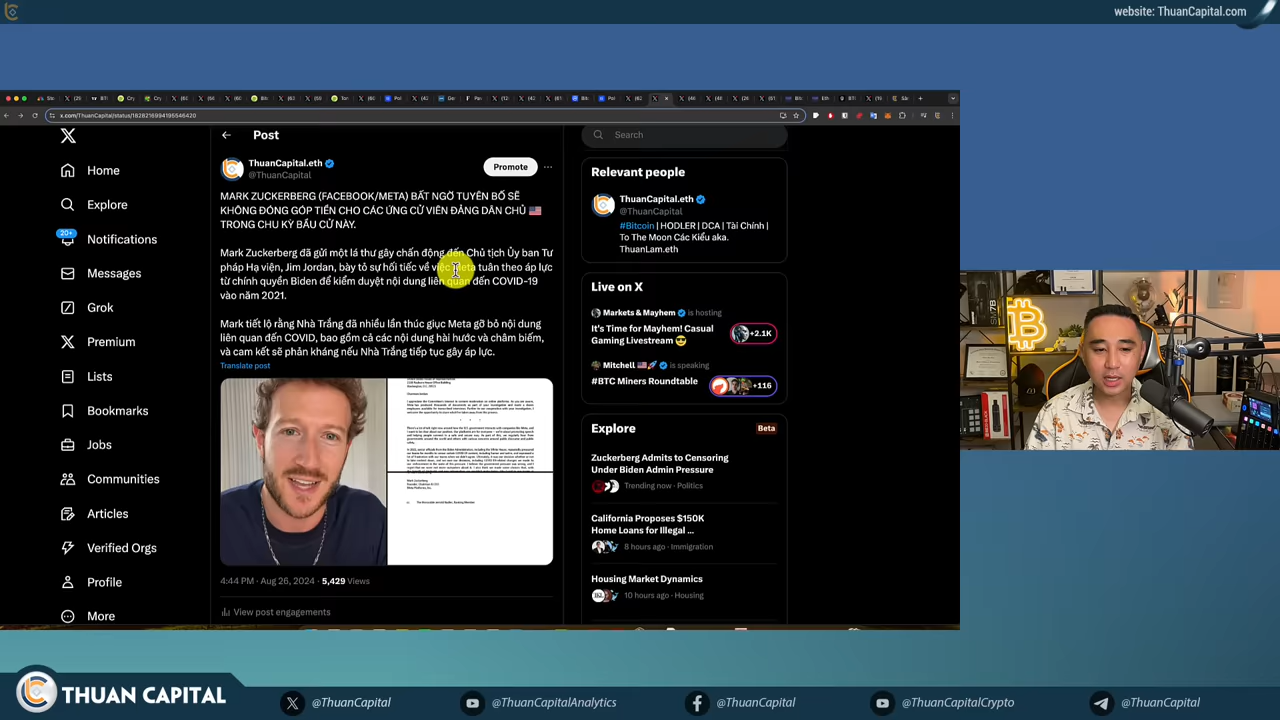 website: ThuanCapital.com
x.com/ThuanCapital/status/1828216994195546420
Post
Search
ThuanCapital.eth
@ThuanCapital
Promote
MARK ZUCKERBERG (FACEBOOK/META) BẤT NGỜ TUYÊN BỐ SẼ
KHÔNG ĐÓNG GÓP TIỀN CHO CÁC ỨNG CỬ VIÊN ĐẢNG DÂN CHỦ 🇺🇸
TRONG CHU KỲ BẦU CỬ NÀY.
Mark Zuckerberg đã gửi một lá thư gây chấn động đến Chủ tịch Ủy ban Tư
pháp Hạ viện, Jim Jordan, bày tỏ sự hối tiếc về việc Meta tuân theo áp lực
từ chính quyền Biden để kiểm duyệt nội dung liên quan đến COVID-19
vào năm 2021.
Mark tiết lộ rằng Nhà Trắng đã nhiều lần thúc giục Meta gỡ bỏ nội dung
liên quan đến COVID, bao gồm cả các nội dung hài hước và châm biếm,
và cam kết sẽ phản kháng nếu Nhà Trắng tiếp tục gây áp lực.
Translate post
4:44 PM · Aug 26, 2024 · 5,429 Views
View post engagements
Home
Explore
20+
Notifications
Messages
Grok
Premium
Lists
Bookmarks
Jobs
Communities
Articles
Verified Orgs
Profile
More
Relevant people
ThuanCapital.eth
@ThuanCapital
#Bitcoin | HODLER | DCA | Tài Chính |
To The Moon Các Kiểu aka.
ThuanLam.eth
Live on X
Markets & Mayhem is hosting
It's Time for Mayhem! Casual
Gaming Livestream 😎
+2.1K
Mitchell 🇺🇸🚀 is speaking
#BTC Miners Roundtable
+116
Explore
Beta
Zuckerberg Admits to Censoring
Under Biden Admin Pressure
Trending now · Politics
California Proposes $150K
Home Loans for Illegal ...
8 hours ago · Immigration
Housing Market Dynamics
10 hours ago · Housing
THUAN CAPITAL
@ThuanCapital
@ThuanCapitalAnalytics
@ThuanCapital
@ThuanCapitalCrypto
@ThuanCapital